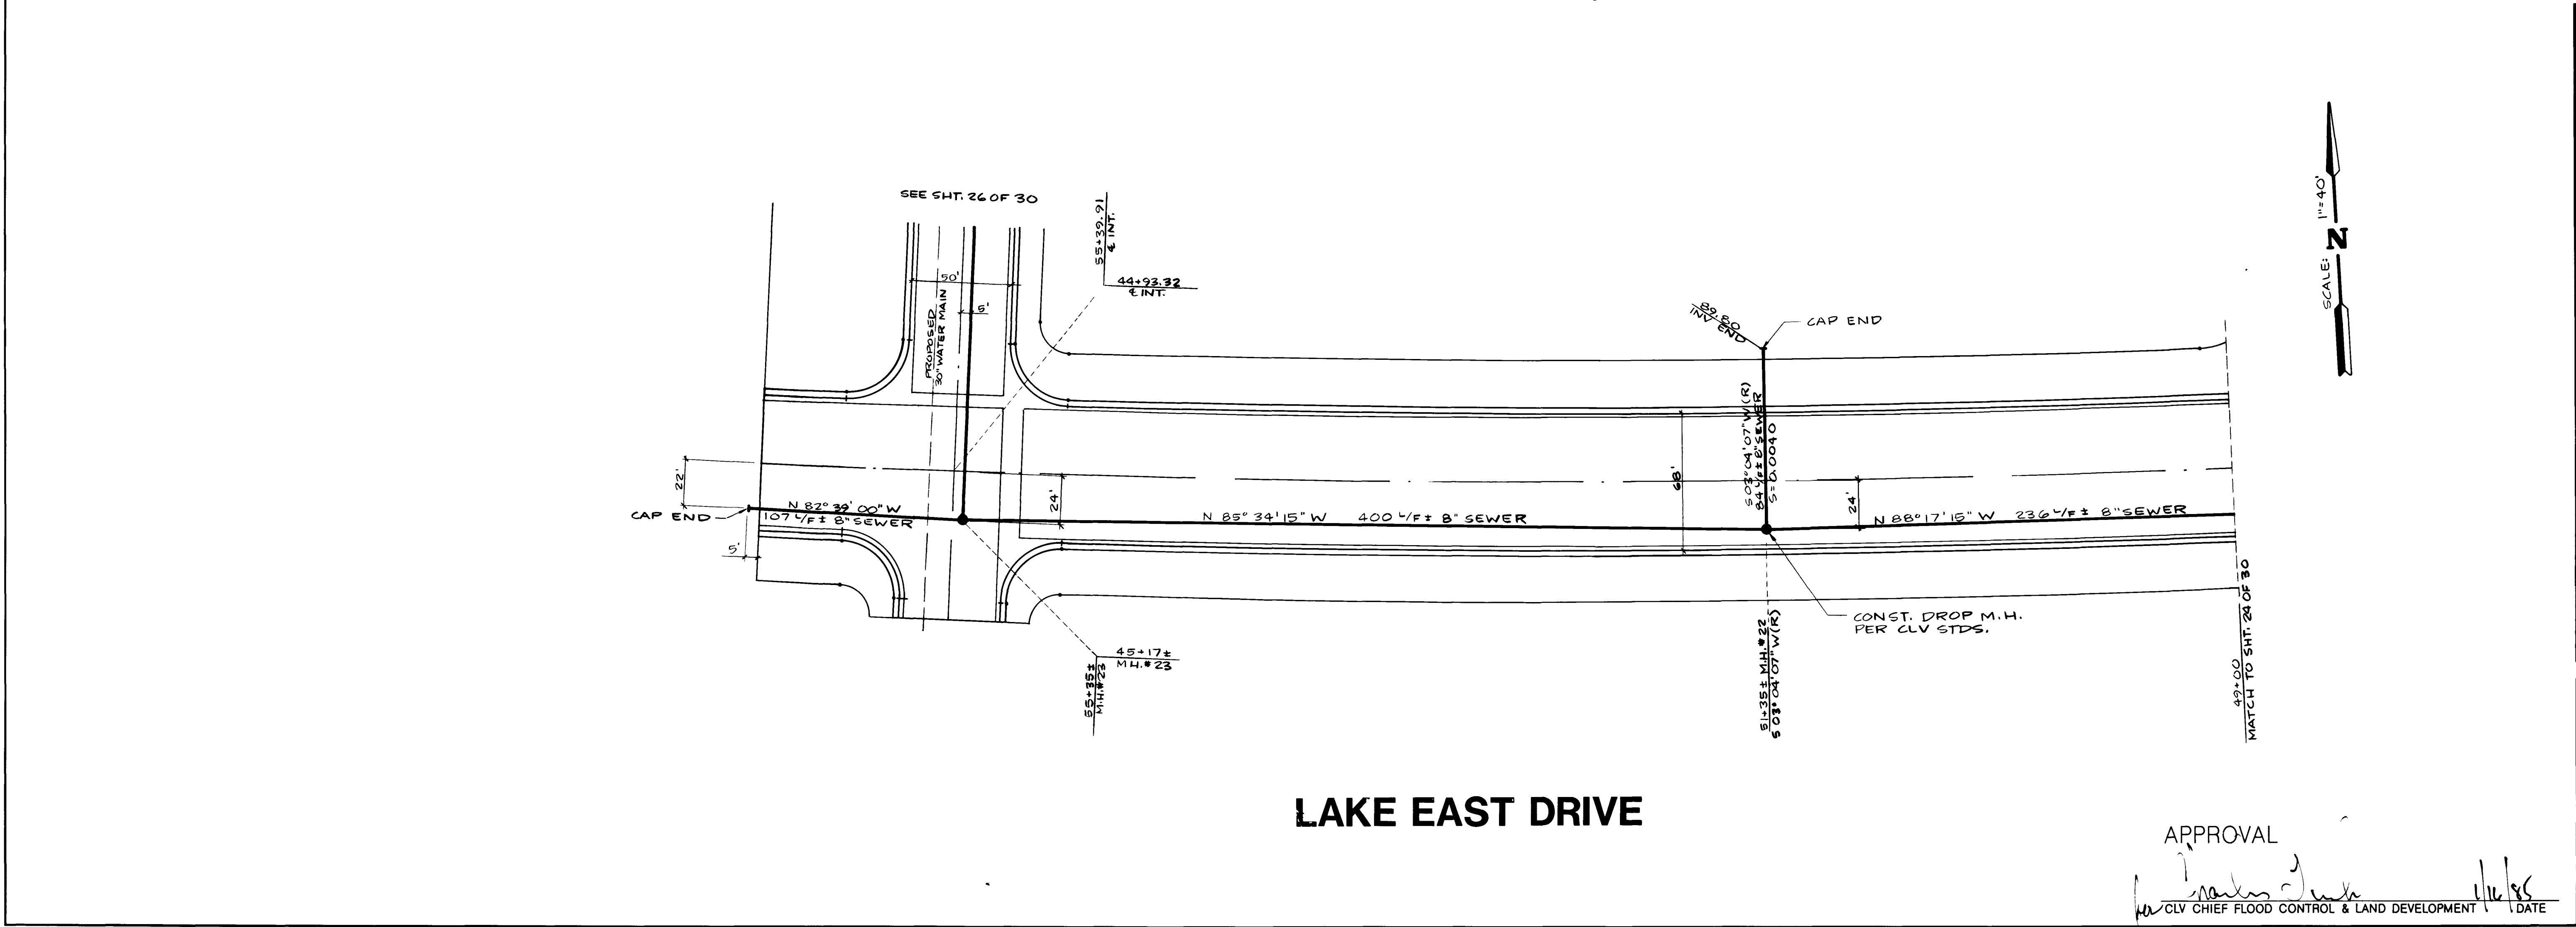 SEE SHT. 26 OF 30
55+39.91
℄ INT.
44+93.32
℄ INT.
50'
5'
PROPOSED
30" WATER MAIN
89.80
INV END
CAP END
SCALE: 1"=40'
N
22'
CAP END
N 82° 39' 00" W
107 L/F± 8" SEWER
5'
24'
N 85° 34' 15" W 400 L/F± 8" SEWER
68'
S 03° 04' 07" W (R)
84 L/F± 8" SEWER
S=0.0040
24'
N 88° 17' 15" W 236 L/F± 8" SEWER
CONST. DROP M.H.
PER CLV STDS.
45+17±
M.H.#23
55+35±
M.H.#23
51+35± M.H.#22
S 03° 04' 07" W (R)
49+00
MATCH TO SHT. 24 OF 30
LAKE EAST DRIVE
APPROVAL
1/16/85
CLV CHIEF FLOOD CONTROL & LAND DEVELOPMENT DATE